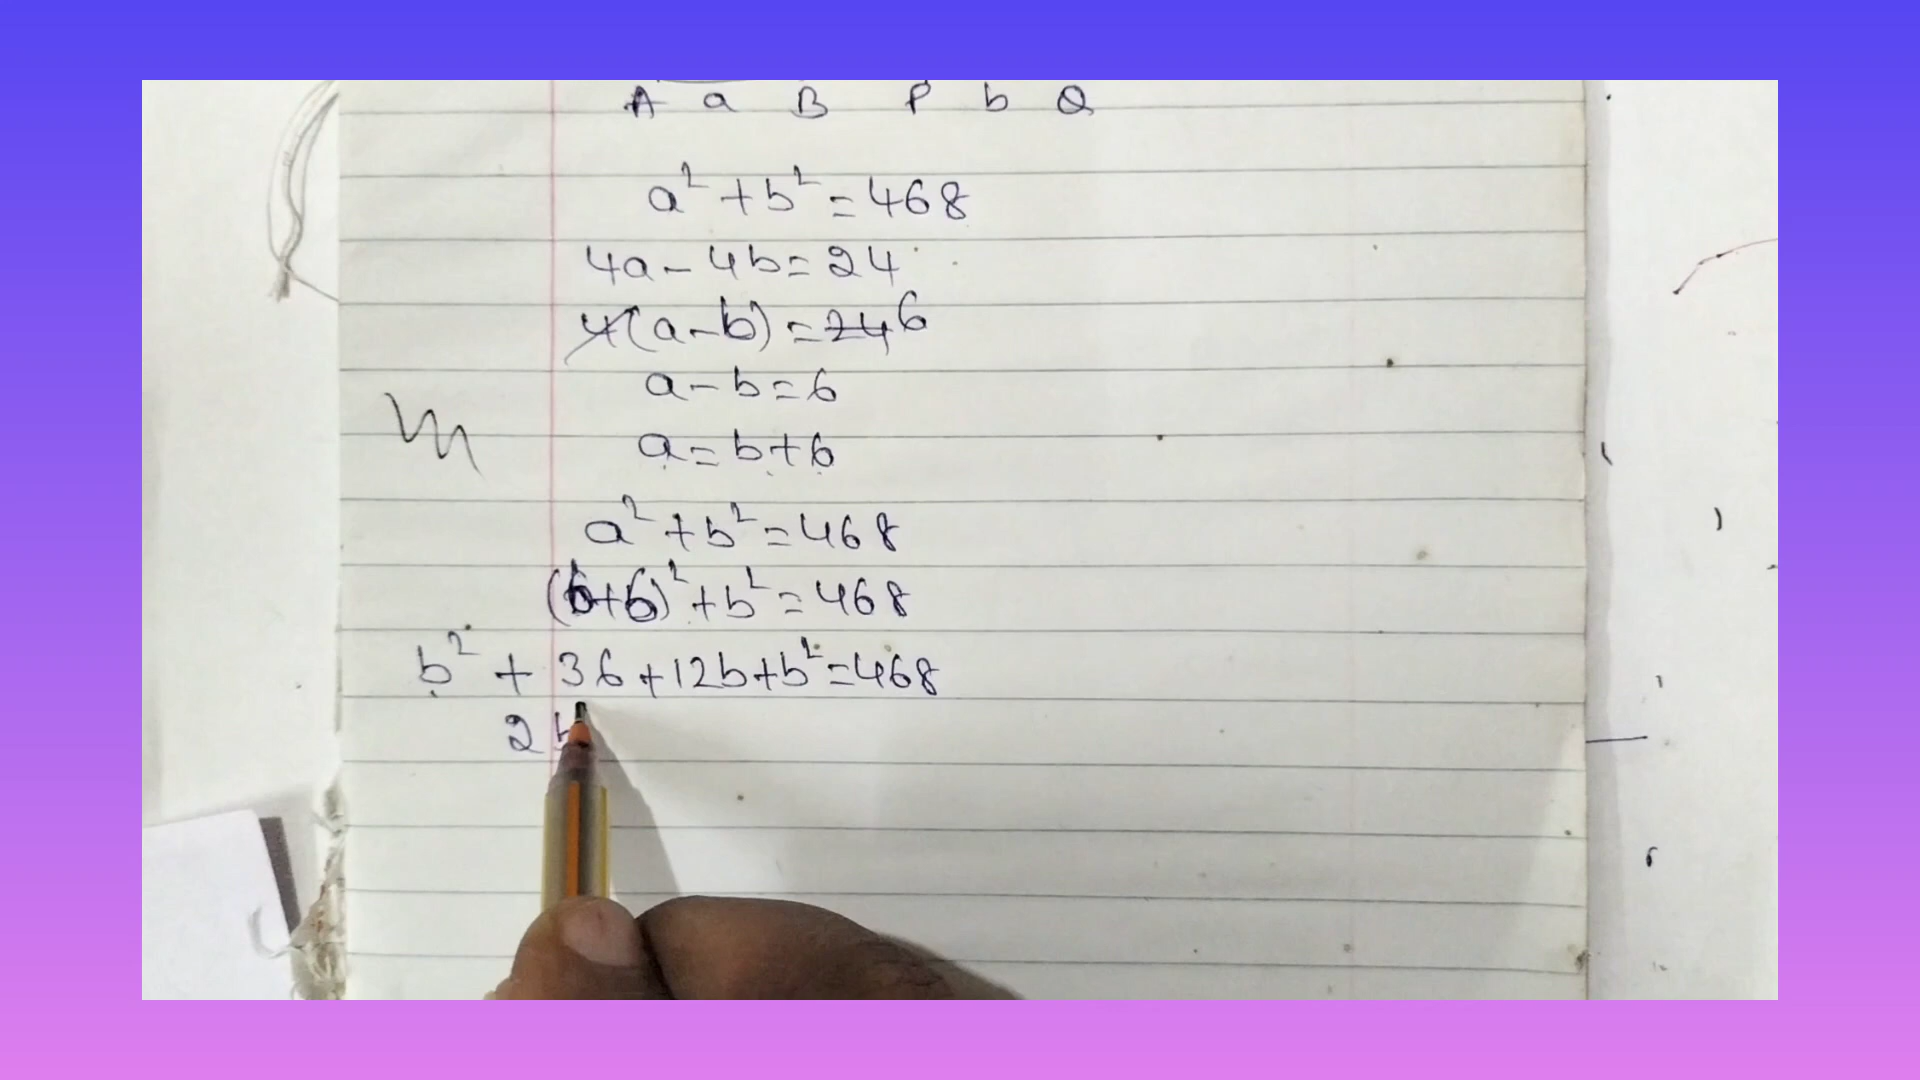 A a B P b Q
a² + b² = 468
4a - 4b = 24
4(a - b) = 24 6
a - b = 6
a = b + 6
a² + b² = 468
(b+6)² + b² = 468
b² + 36 + 12b + b² = 468
2b